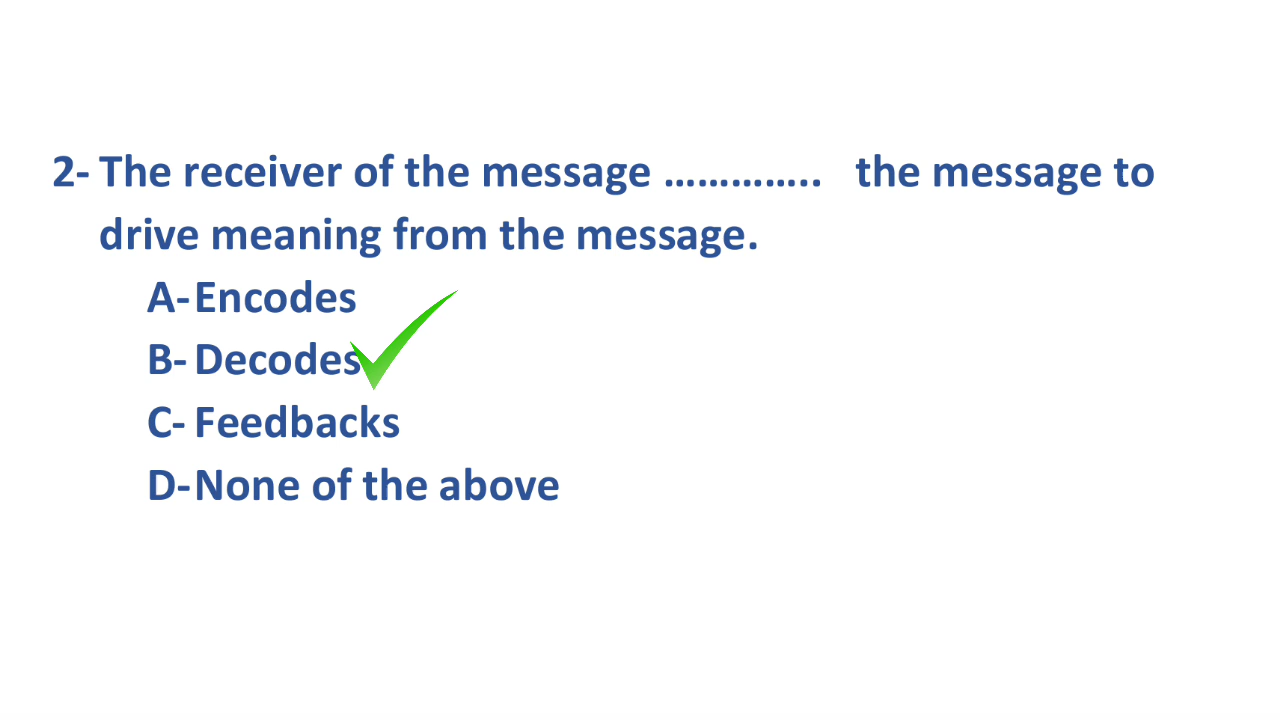 2- The receiver of the message ………….. the message to
drive meaning from the message.
A- Encodes
B- Decodes
C- Feedbacks
D- None of the above